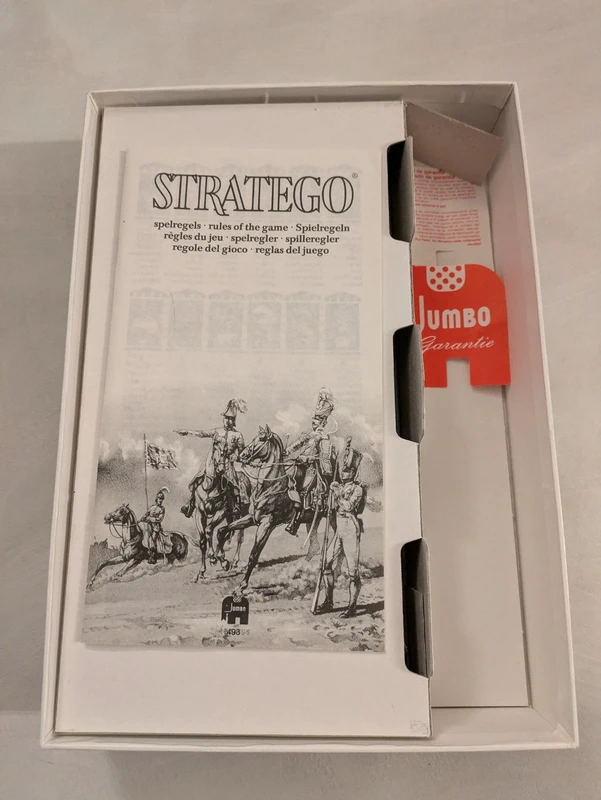 STRATEGO®
spelregels · rules of the game · Spielregeln
règles du jeu · spelregler · spilleregler
regole del gioco · reglas del juego
JUMBO
Garantie
JUMBO